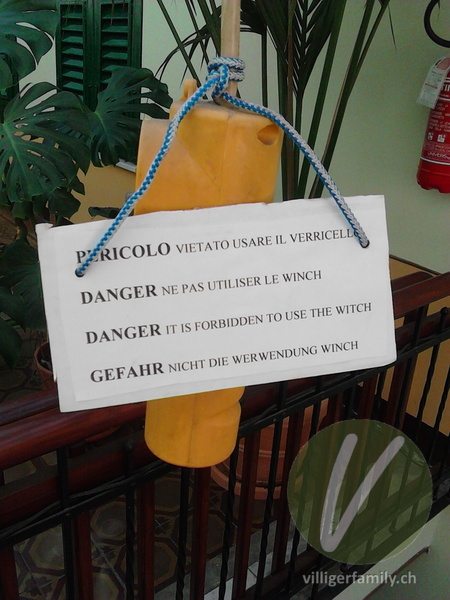 PERICOLO VIETATO USARE IL VERRICELLO
DANGER NE PAS UTILISER LE WINCH
DANGER IT IS FORBIDDEN TO USE THE WITCH
GEFAHR NICHT DIE WERWENDUNG WINCH
V
villigerfamily.ch